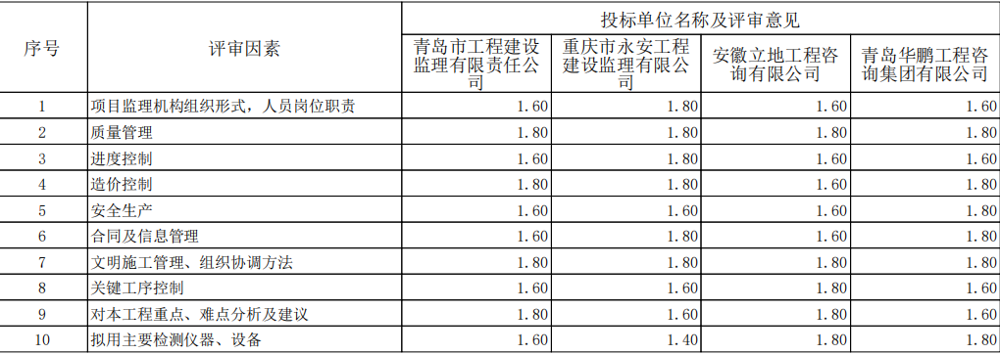 序号 评审因素 投标单位名称及评审意见
青岛市工程建设监理有限责任公司 重庆市永安工程建设监理有限公司 安徽立地工程咨询有限公司 青岛华鹏工程咨询集团有限公司
1 项目监理机构组织形式，人员岗位职责 1.60 1.80 1.60 1.60
2 质量管理 1.80 1.80 1.80 1.80
3 进度控制 1.60 1.80 1.60 1.60
4 造价控制 1.80 1.80 1.60 1.80
5 安全生产 1.60 1.60 1.60 1.80
6 合同及信息管理 1.60 1.80 1.80 1.60
7 文明施工管理、组织协调方法 1.80 1.80 1.80 1.80
8 关键工序控制 1.60 1.60 1.80 1.60
9 对本工程重点、难点分析及建议 1.80 1.60 1.80 1.60
10 拟用主要检测仪器、设备 1.60 1.40 1.80 1.80